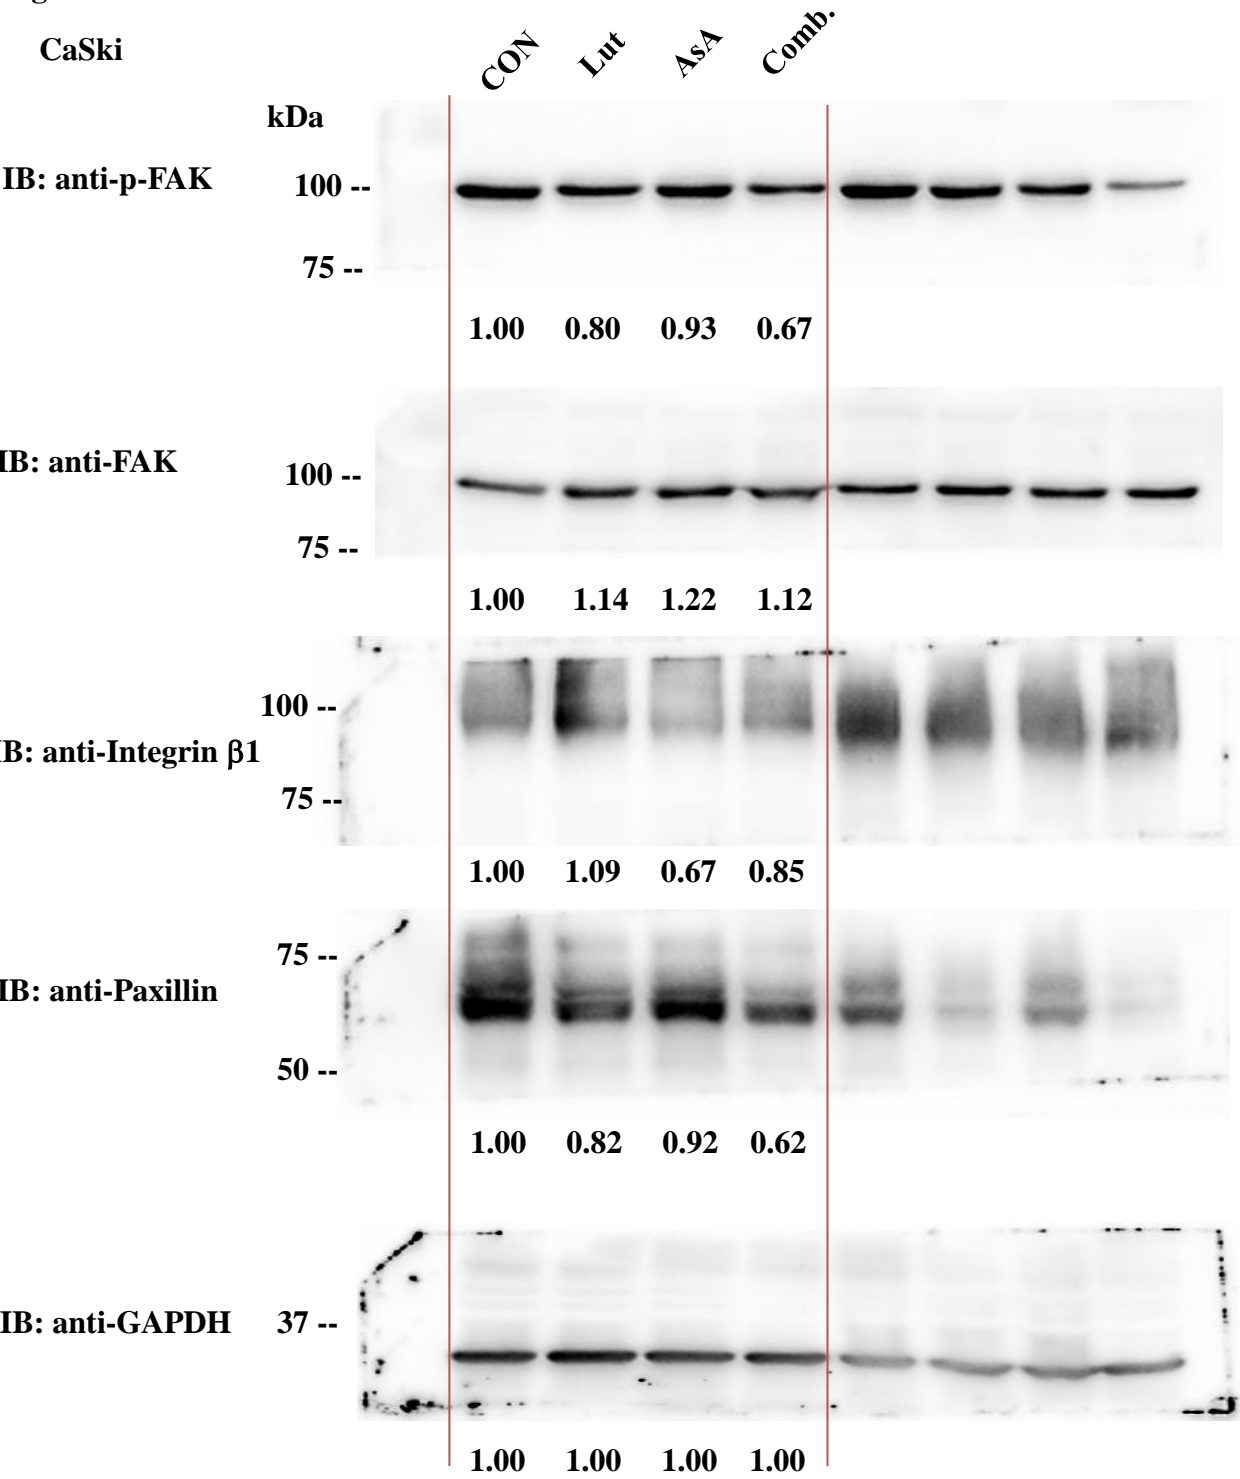 CaSki
CON Lut AsA Comb.
kDa
IB: anti-p-FAK 100 --
75 --
1.00 0.80 0.93 0.67
IB: anti-FAK 100 --
75 --
1.00 1.14 1.22 1.12
100 --
IB: anti-Integrin β1
75 --
1.00 1.09 0.67 0.85
75 --
IB: anti-Paxillin
50 --
1.00 0.82 0.92 0.62
IB: anti-GAPDH 37 --
1.00 1.00 1.00 1.00